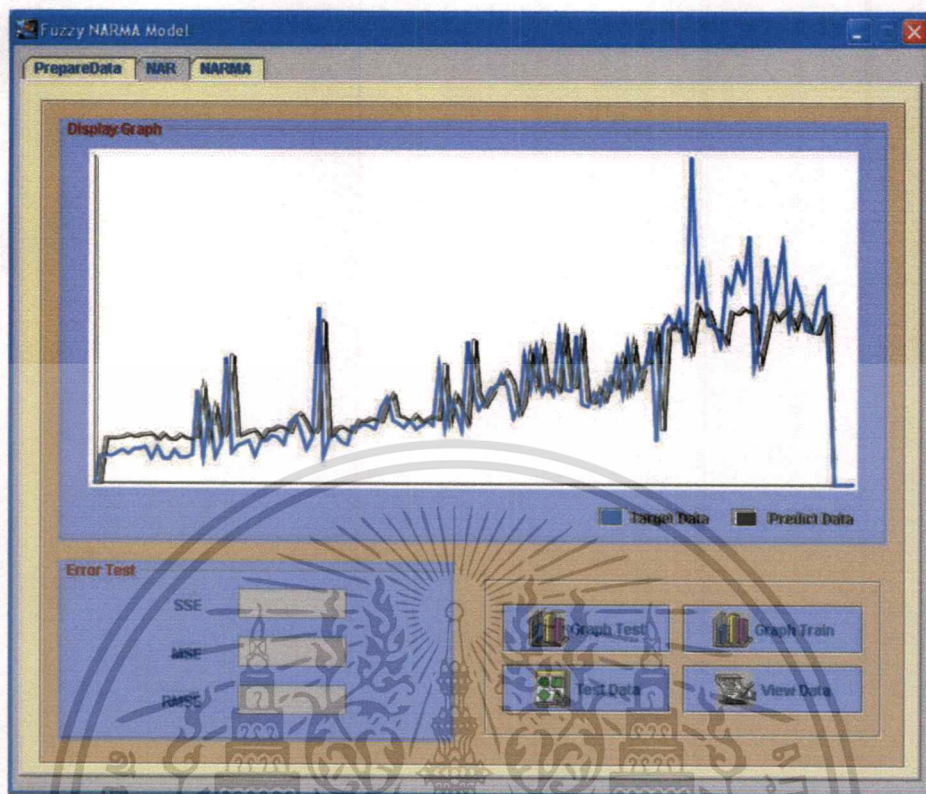 Fuzzy NARMA Model
PrepareData NAR NARMA
Display Graph
Target Data Predict Data
Error Test
SSE
MSE
RMSE
Graph Test Graph Train
Test Data View Data